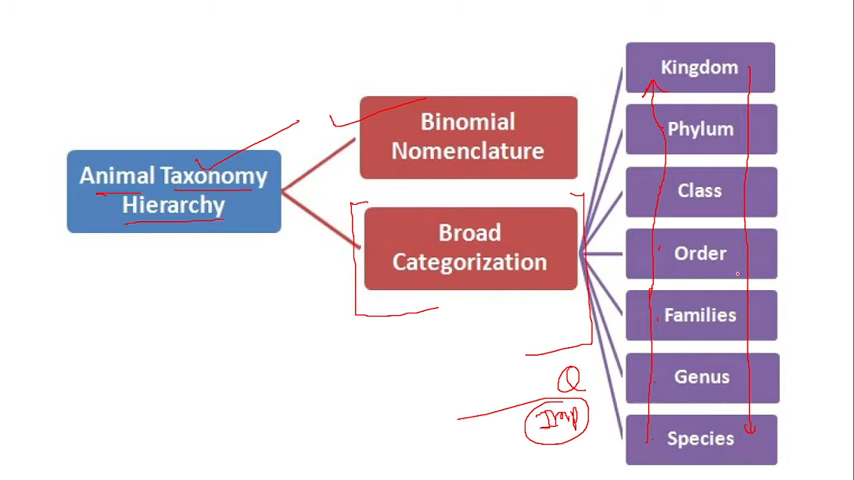 Animal Taxonomy
Hierarchy
Binomial
Nomenclature
Broad
Categorization
Kingdom
Phylum
Class
Order
Families
Genus
Species
Q
Imp